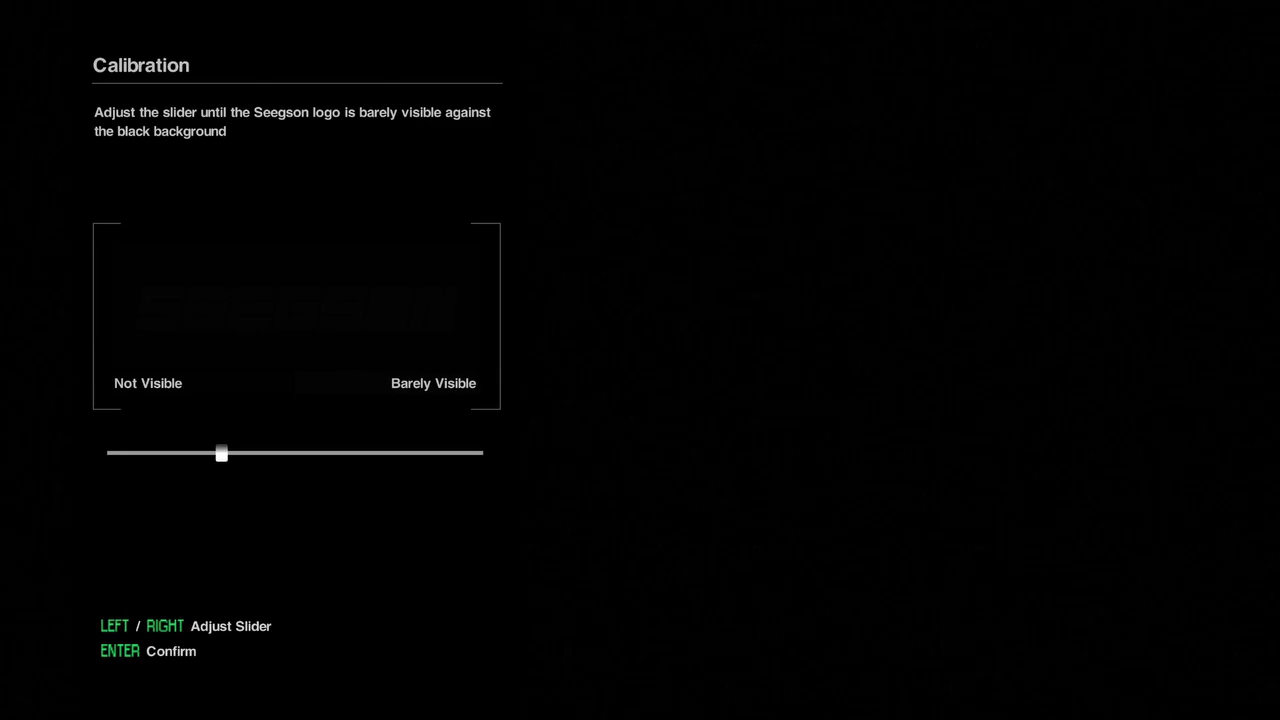 Calibration
Adjust the slider until the Seegson logo is barely visible against
the black background
SEEGSON
Not Visible
Barely Visible
LEFT / RIGHT Adjust Slider
ENTER Confirm